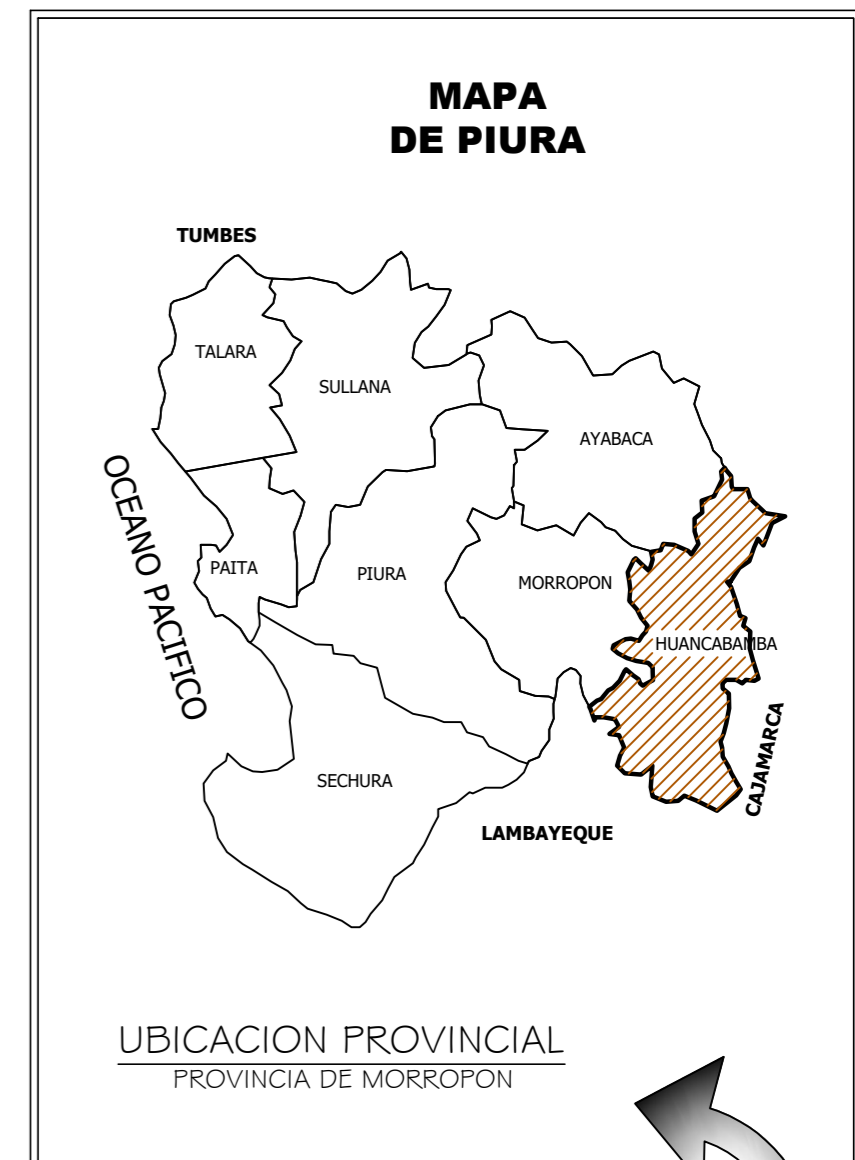 MAPA
DE PIURA
TUMBES
TALARA
SULLANA
AYABACA
OCEANO PACIFICO
PAITA
PIURA
MORROPON
HUANCABAMBA
CAJAMARCA
SECHURA
LAMBAYEQUE
UBICACION PROVINCIAL
PROVINCIA DE MORROPON